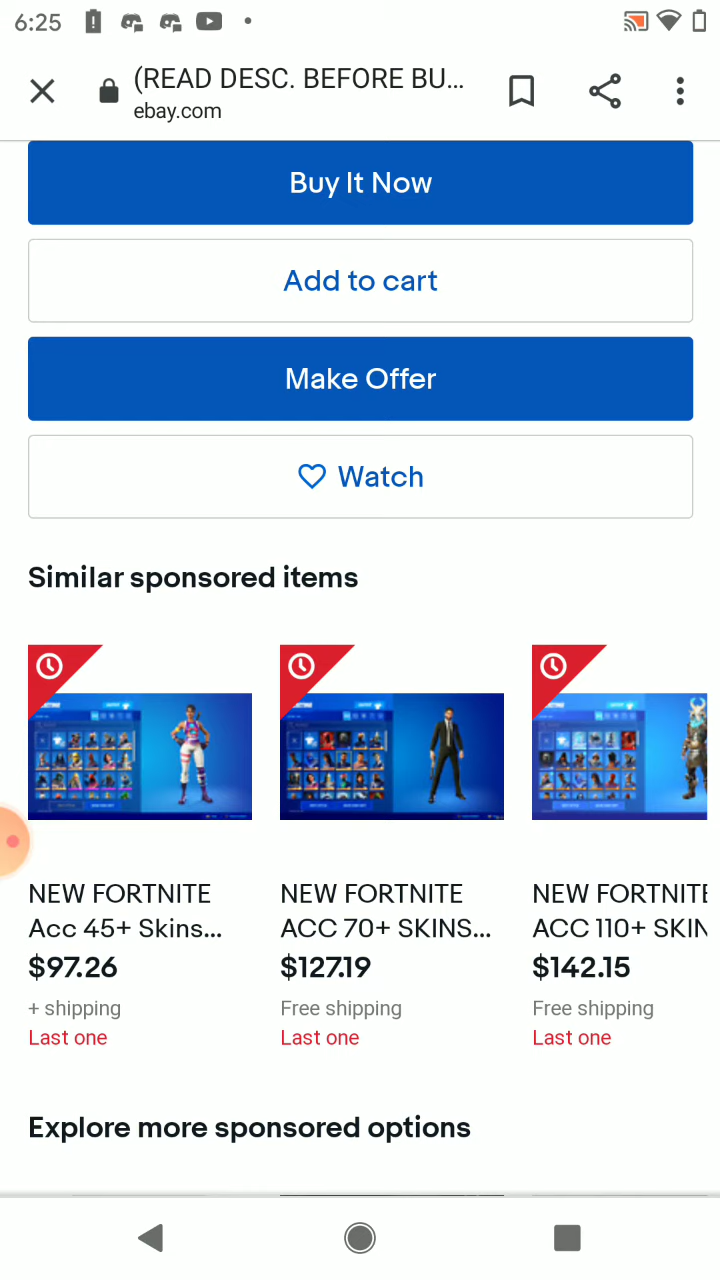 6:25
(READ DESC. BEFORE BU...
ebay.com
Buy It Now
Add to cart
Make Offer
Watch
Similar sponsored items
NEW FORTNITE
Acc 45+ Skins...
$97.26
+ shipping
Last one
NEW FORTNITE
ACC 70+ SKINS...
$127.19
Free shipping
Last one
NEW FORTNITE
ACC 110+ SKIN
$142.15
Free shipping
Last one
Explore more sponsored options